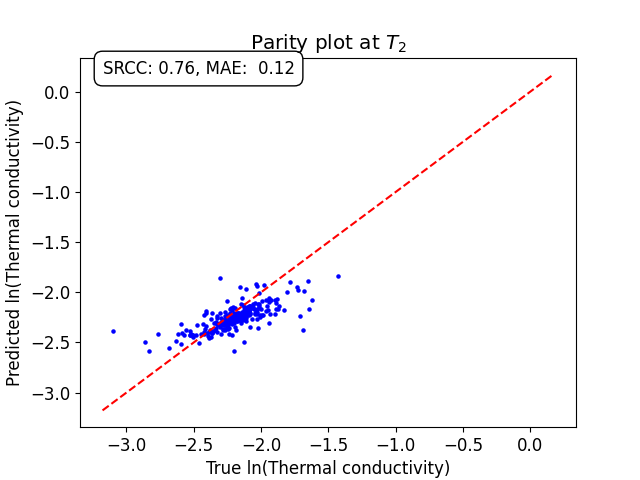 Parity plot at T₂
SRCC: 0.76, MAE:  0.12
Predicted ln(Thermal conductivity)
0.0
−0.5
−1.0
−1.5
−2.0
−2.5
−3.0
−3.0 −2.5 −2.0 −1.5 −1.0 −0.5 0.0
True ln(Thermal conductivity)